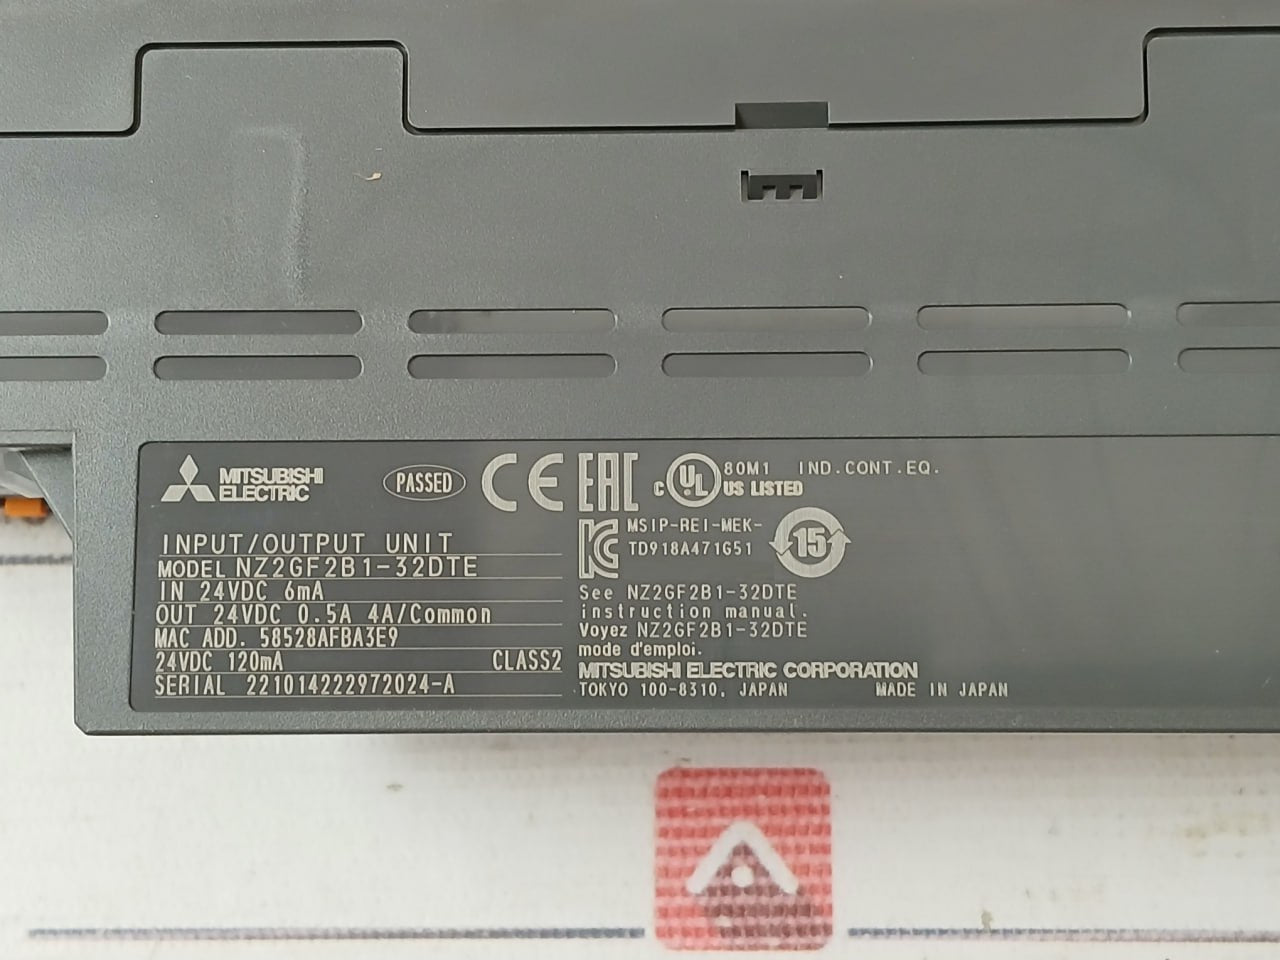 MITSUBISHI
ELECTRIC
PASSED
CE
EAC
C UL US LISTED
80M1 IND.CONT.EQ.
INPUT/OUTPUT UNIT
MODEL NZ2GF2B1-32DTE
IN 24VDC 6mA
OUT 24VDC 0.5A 4A/Common
MAC ADD. 58528AFBA3E9
24VDC 120mA CLASS2
SERIAL 221014222972024-A
MSIP-REI-MEK-
TD918A471G51
15
See NZ2GF2B1-32DTE
instruction manual.
Voyez NZ2GF2B1-32DTE
mode d'emploi.
MITSUBISHI ELECTRIC CORPORATION
TOKYO 100-8310, JAPAN MADE IN JAPAN